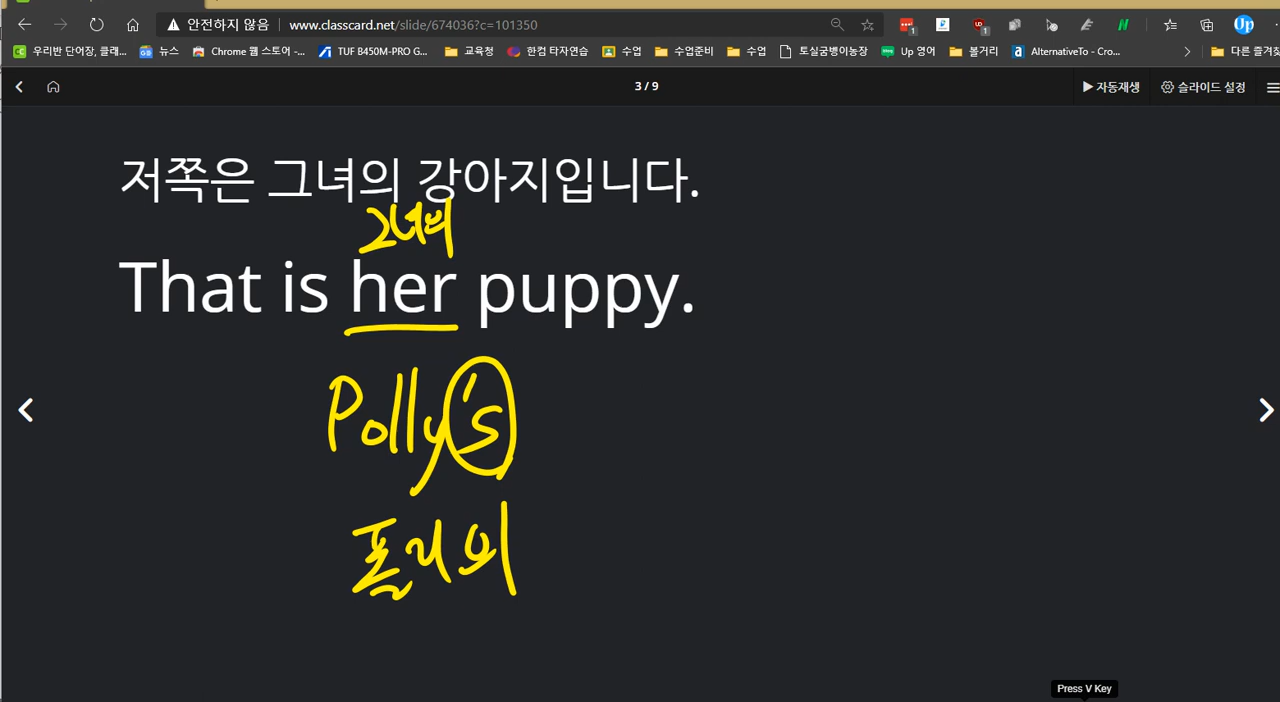 안전하지 않음 www.classcard.net/slide/674036?c=101350
우리반 단어장, 클래... 뉴스 Chrome 웹 스토어 -... TUF B450M-PRO G... 교육청 한컴 타자연습 수업 수업준비 수업 토실굼벵이농장 Up 영어 볼거리 AlternativeTo - Cro... 다른 즐겨찾
3 / 9 자동재생 슬라이드 설정
저쪽은 그녀의 강아지입니다.
그녀의
That is her puppy.
Polly's
폴리의
Press V Key